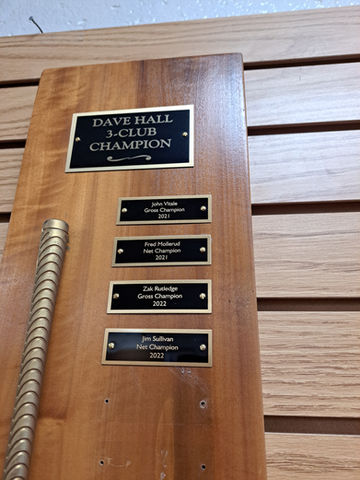 DAVE HALL
3-CLUB
CHAMPION
John Vitale
Gross Champion
2021
Fred Mollerud
Net Champion
2021
Zak Rutledge
Gross Champion
2022
Jim Sullivan
Net Champion
2022